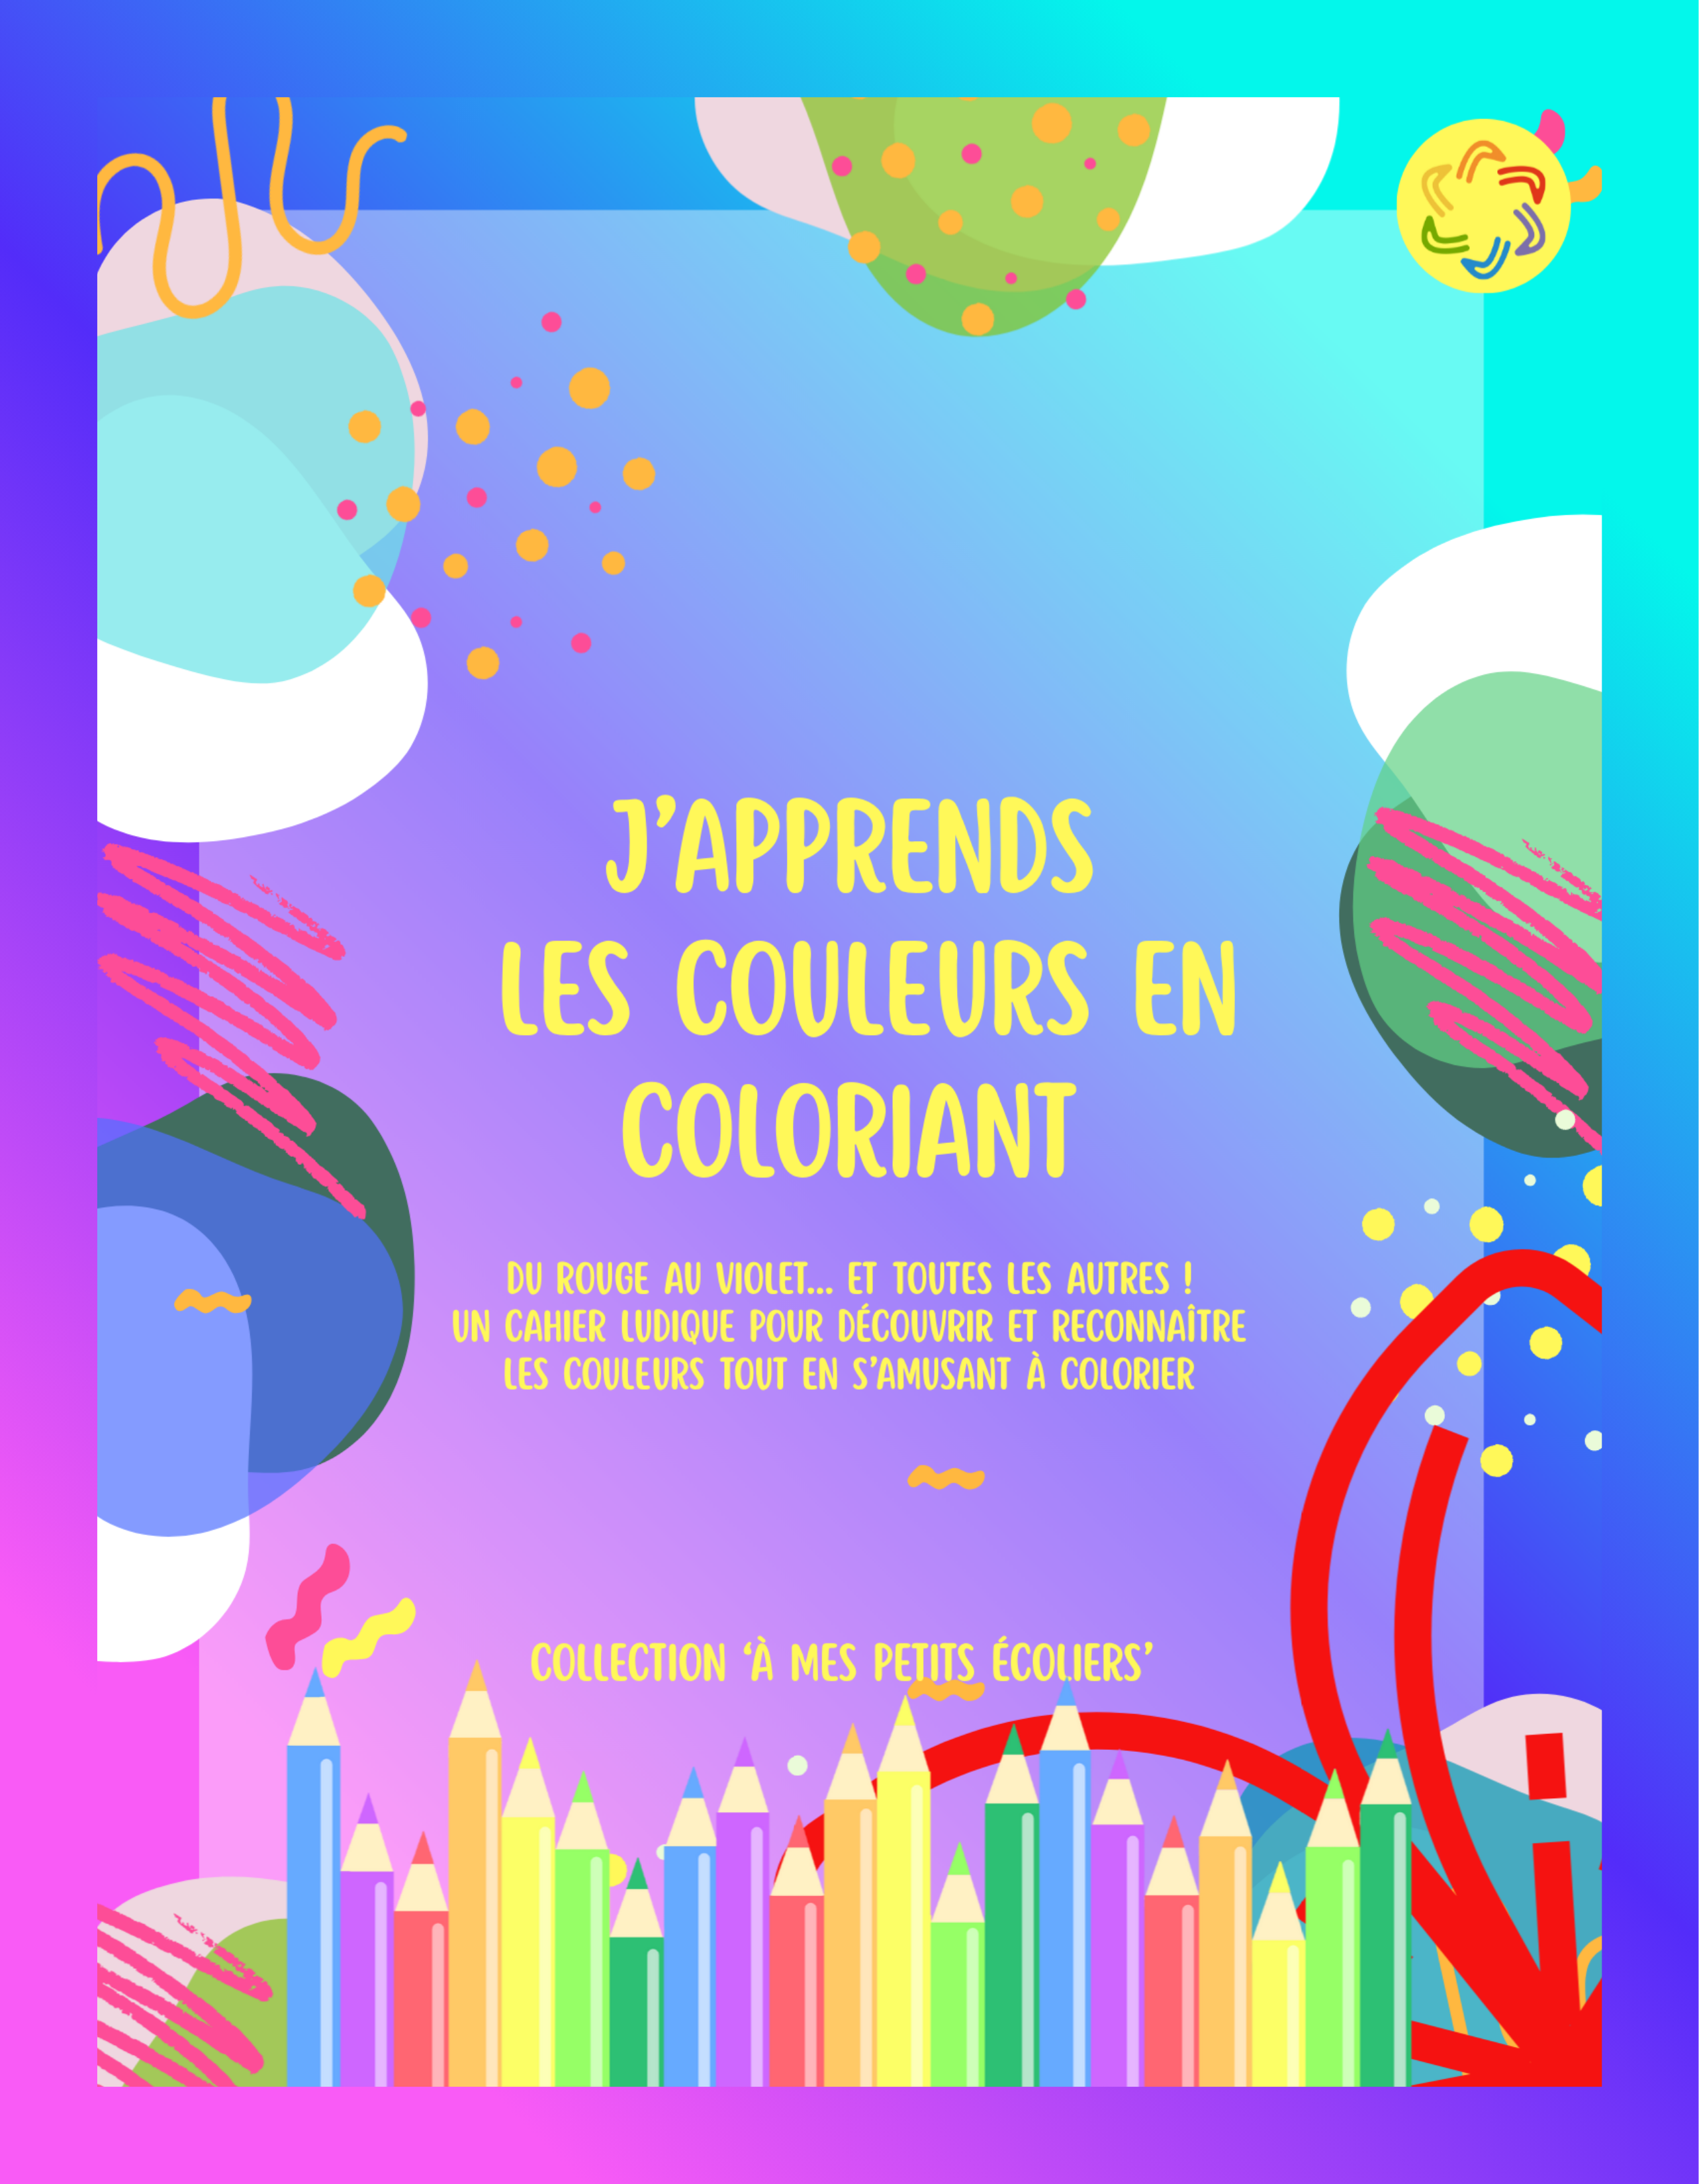 J’APPRENDS
LES COULEURS EN
COLORIANT
DU ROUGE AU VIOLET... ET TOUTES LES AUTRES !
UN CAHIER LUDIQUE POUR DÉCOUVRIR ET RECONNAÎTRE
LES COULEURS TOUT EN S’AMUSANT À COLORIER
COLLECTION ‘À MES PETITS ÉCOLIERS’